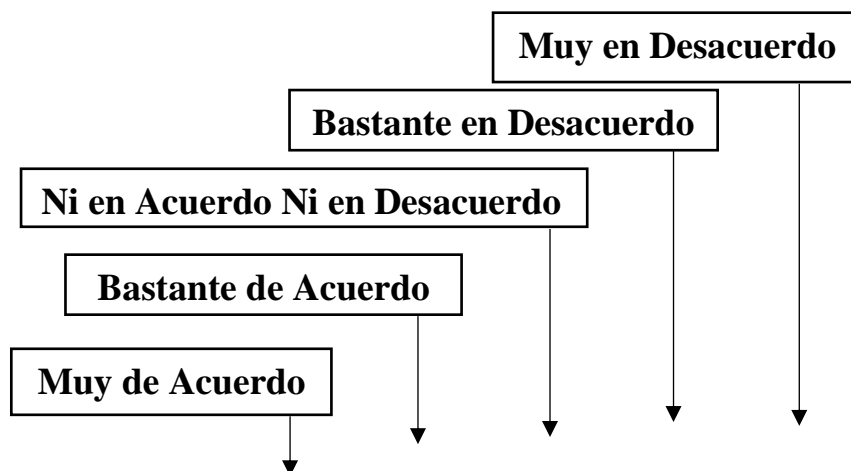 Muy en Desacuerdo
Bastante en Desacuerdo
Ni en Acuerdo Ni en Desacuerdo
Bastante de Acuerdo
Muy de Acuerdo